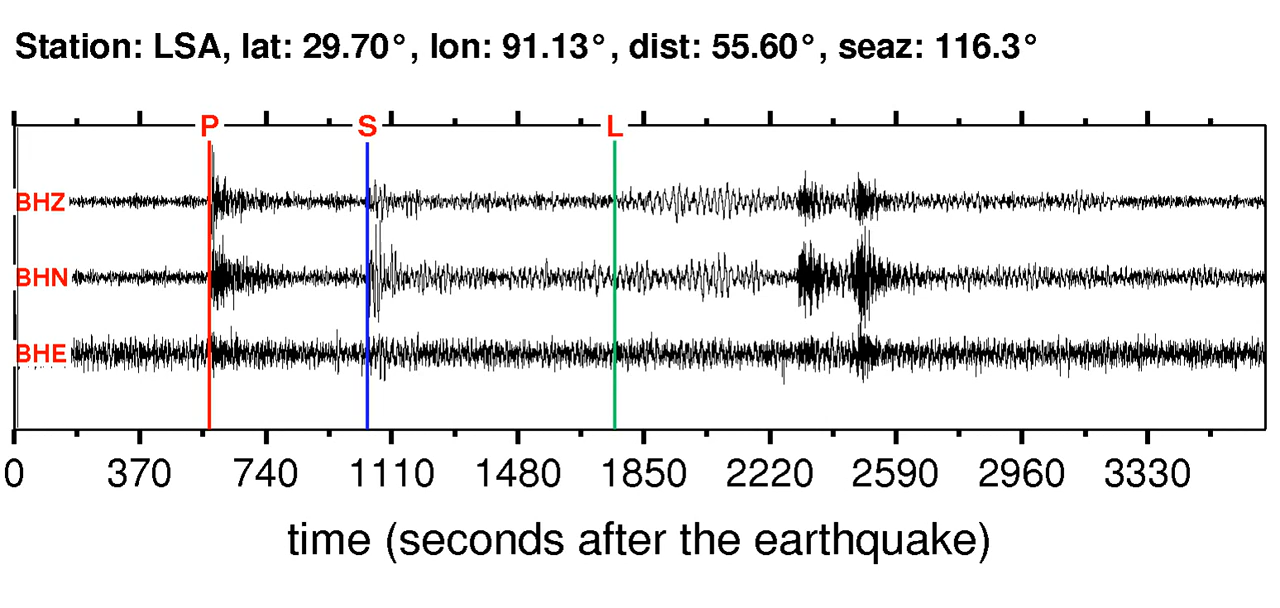 Station: LSA, lat: 29.70°, lon: 91.13°, dist: 55.60°, seaz: 116.3°
P S L
BHZ
BHN
BHE
0 370 740 1110 1480 1850 2220 2590 2960 3330
time (seconds after the earthquake)